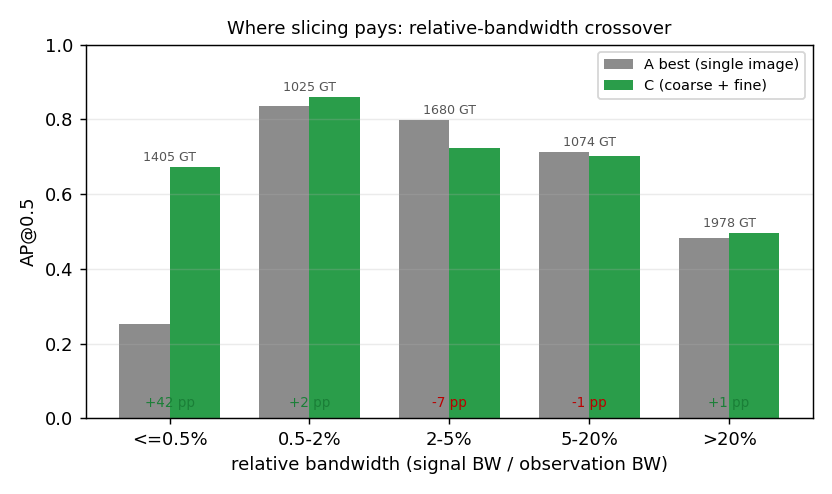 Where slicing pays: relative-bandwidth crossover
A best (single image)
C (coarse + fine)
1405 GT
1025 GT
1680 GT
1074 GT
1978 GT
+42 pp
+2 pp
-7 pp
-1 pp
+1 pp
AP@0.5
1.0
0.8
0.6
0.4
0.2
0.0
<=0.5%
0.5-2%
2-5%
5-20%
>20%
relative bandwidth (signal BW / observation BW)